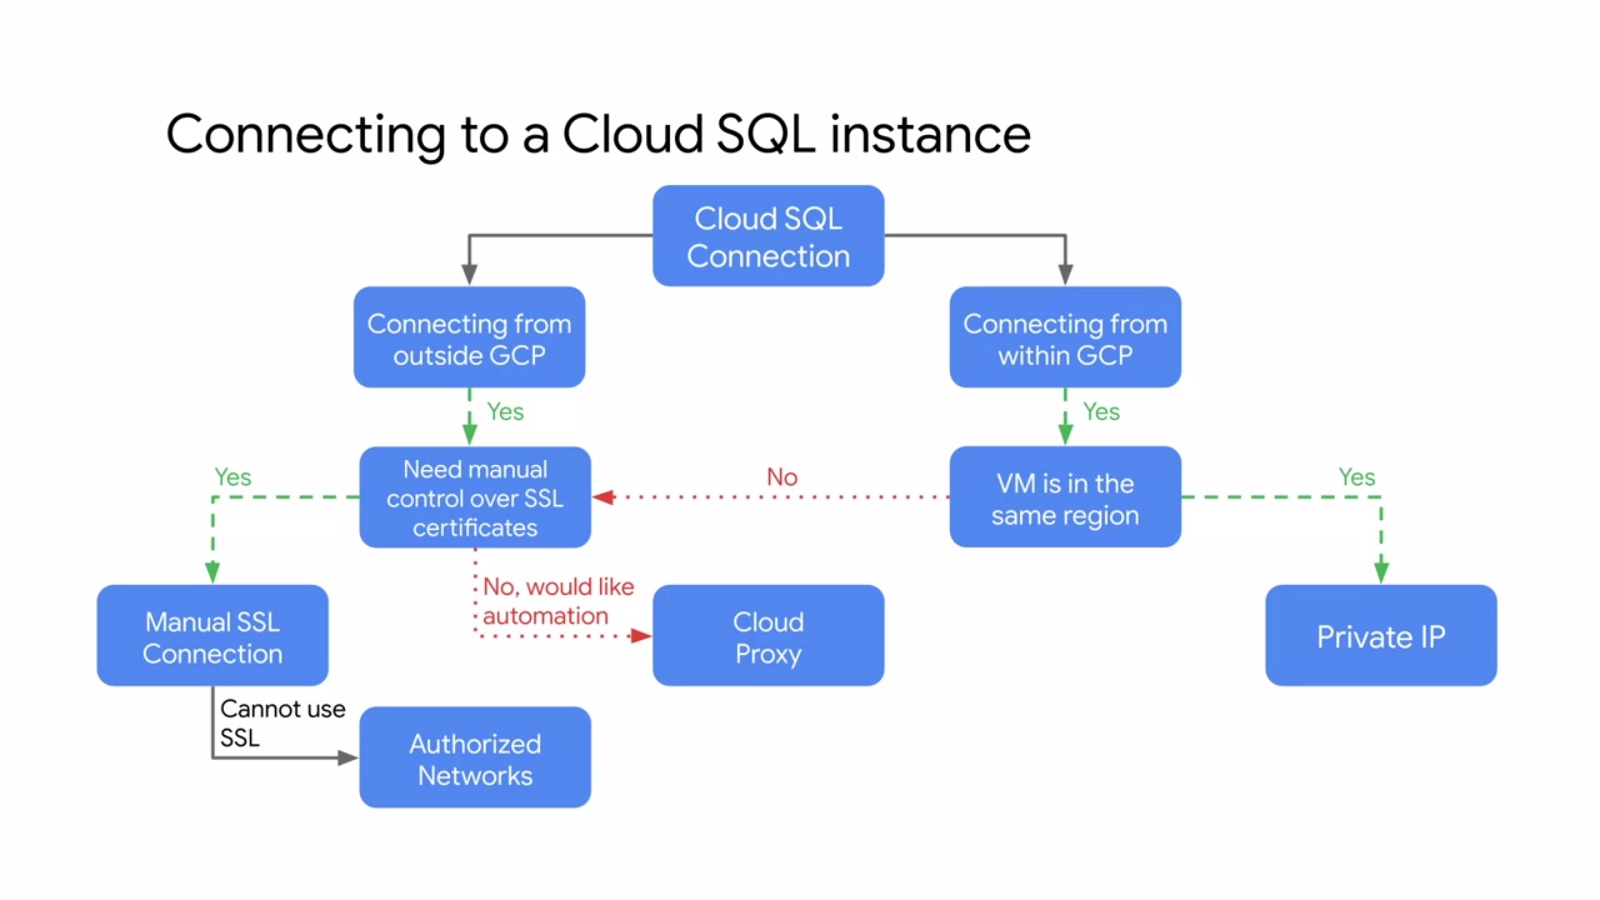 Connecting to a Cloud SQL instance
Cloud SQL
Connection
Connecting from
outside GCP
Connecting from
within GCP
Yes
Yes
Yes
Need manual
control over SSL
certificates
No
VM is in the
same region
Yes
No, would like
automation
Manual SSL
Connection
Cloud
Proxy
Private IP
Cannot use
SSL
Authorized
Networks